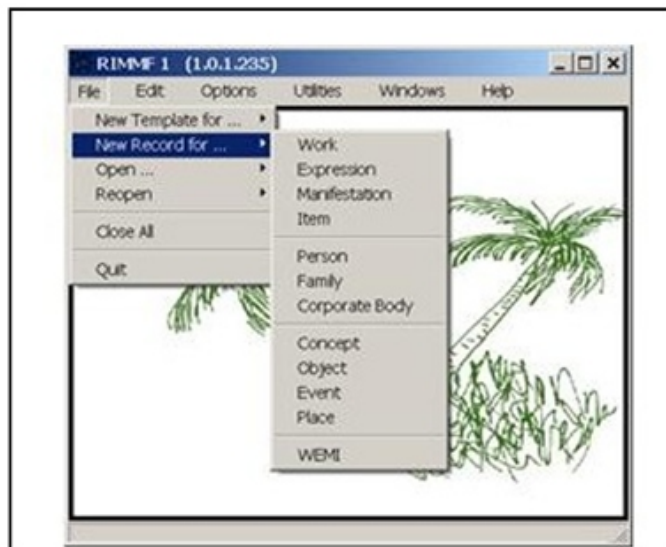 RIMMF 1 (1.0.1.235)
File Edit Options Utilities Windows Help
New Template for ...
New Record for ...
Open ...
Reopen
Close All
Quit
Work
Expression
Manifestation
Item
Person
Family
Corporate Body
Concept
Object
Event
Place
WEMI